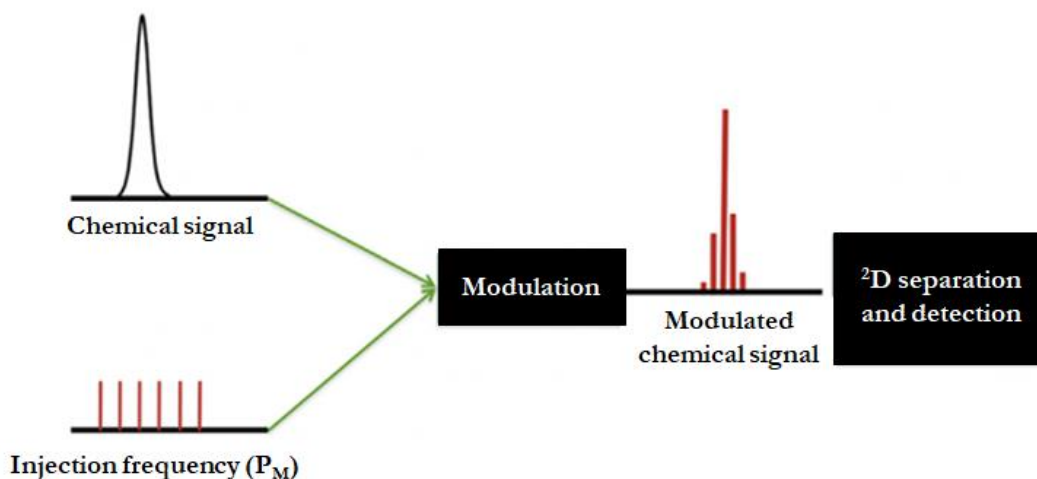 Chemical signal
Modulation
²D separation
and detection
Modulated
chemical signal
Injection frequency (P_M)